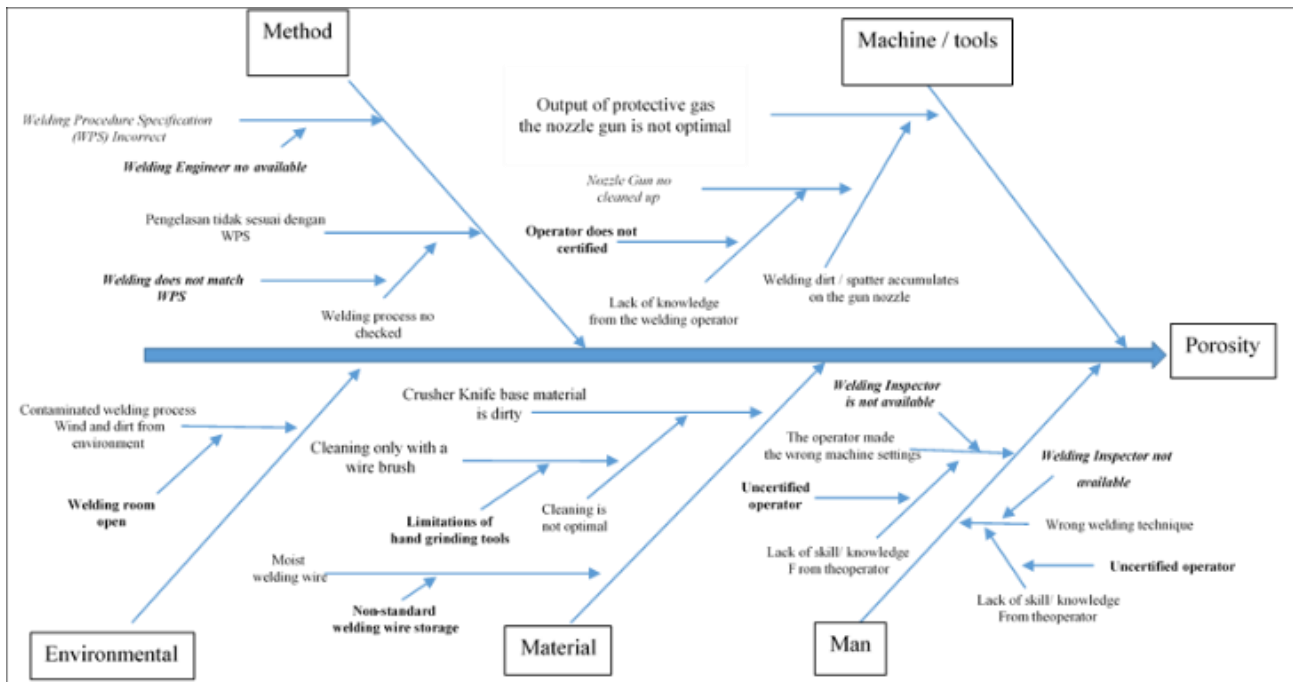 Method
Machine / tools
Output of protective gas
the nozzle gun is not optimal
Welding Procedure Specification
(WPS) Incorrect
Welding Engineer no available
Nozzle Gun no
cleaned up
Pengelasan tidak sesuai dengan
WPS
Operator does not
certified
Welding does not match
WPS
Welding dirt / spatter accumulates
on the gun nozzle
Lack of knowledge
from the welding operator
Welding process no
checked
Porosity
Contaminated welding process
Wind and dirt from
environment
Welding room
open
Crusher Knife base material
is dirty
Cleaning only with a
wire brush
Limitations of
hand grinding tools
Cleaning is
not optimal
Moist
welding wire
Non-standard
welding wire storage
Welding Inspector
is not available
The operator made
the wrong machine settings
Uncertified
operator
Lack of skill/ knowledge
F rom theoperator
Welding Inspector not
available
Wrong welding technique
Uncertified operator
Lack of skill/ knowledge
From theoperator
Environmental
Material
Man